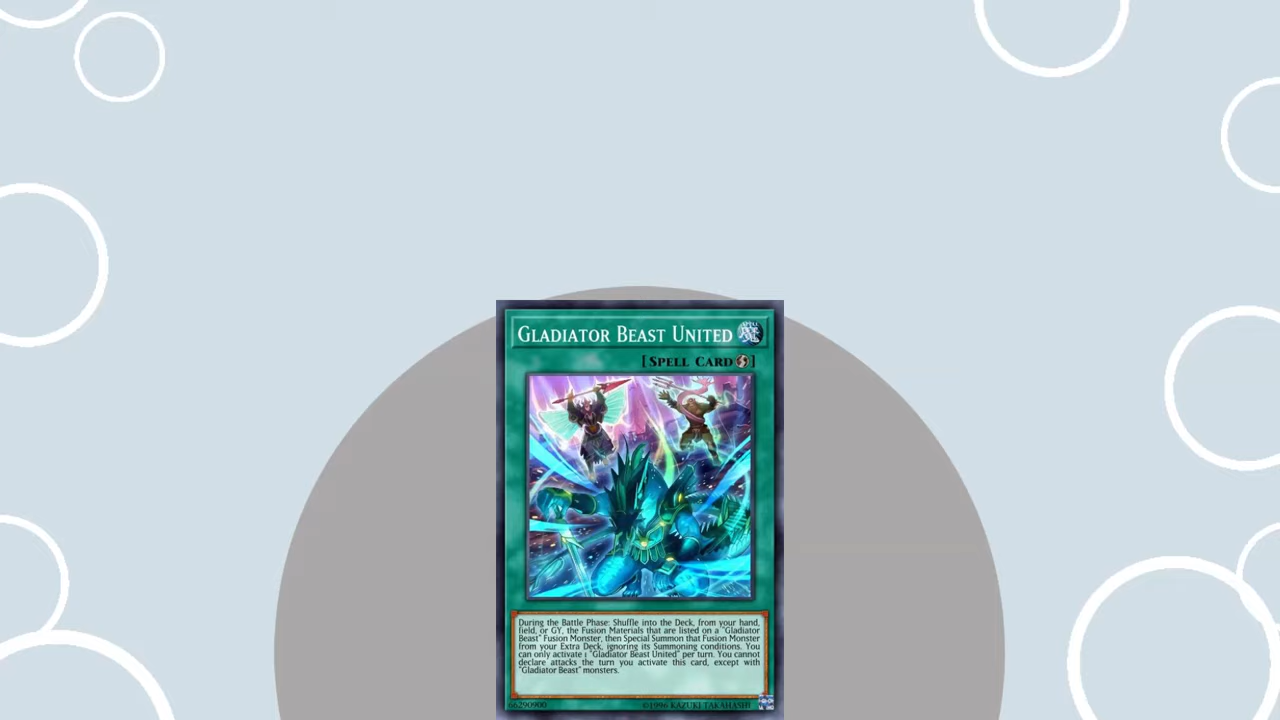 GLADIATOR BEAST UNITED
[SPELL CARD]
During the Battle Phase: Shuffle into the Deck, from your hand,
field, or GY, the Fusion Materials that are listed on a "Gladiator
Beast" Fusion Monster, then Special Summon that Fusion Monster
from your Extra Deck, ignoring its Summoning conditions. You
can only activate 1 "Gladiator Beast United" per turn. You cannot
declare attacks the turn you activate this card, except with
"Gladiator Beast" monsters.
66290900 ©1996 KAZUKI TAKAHASHI